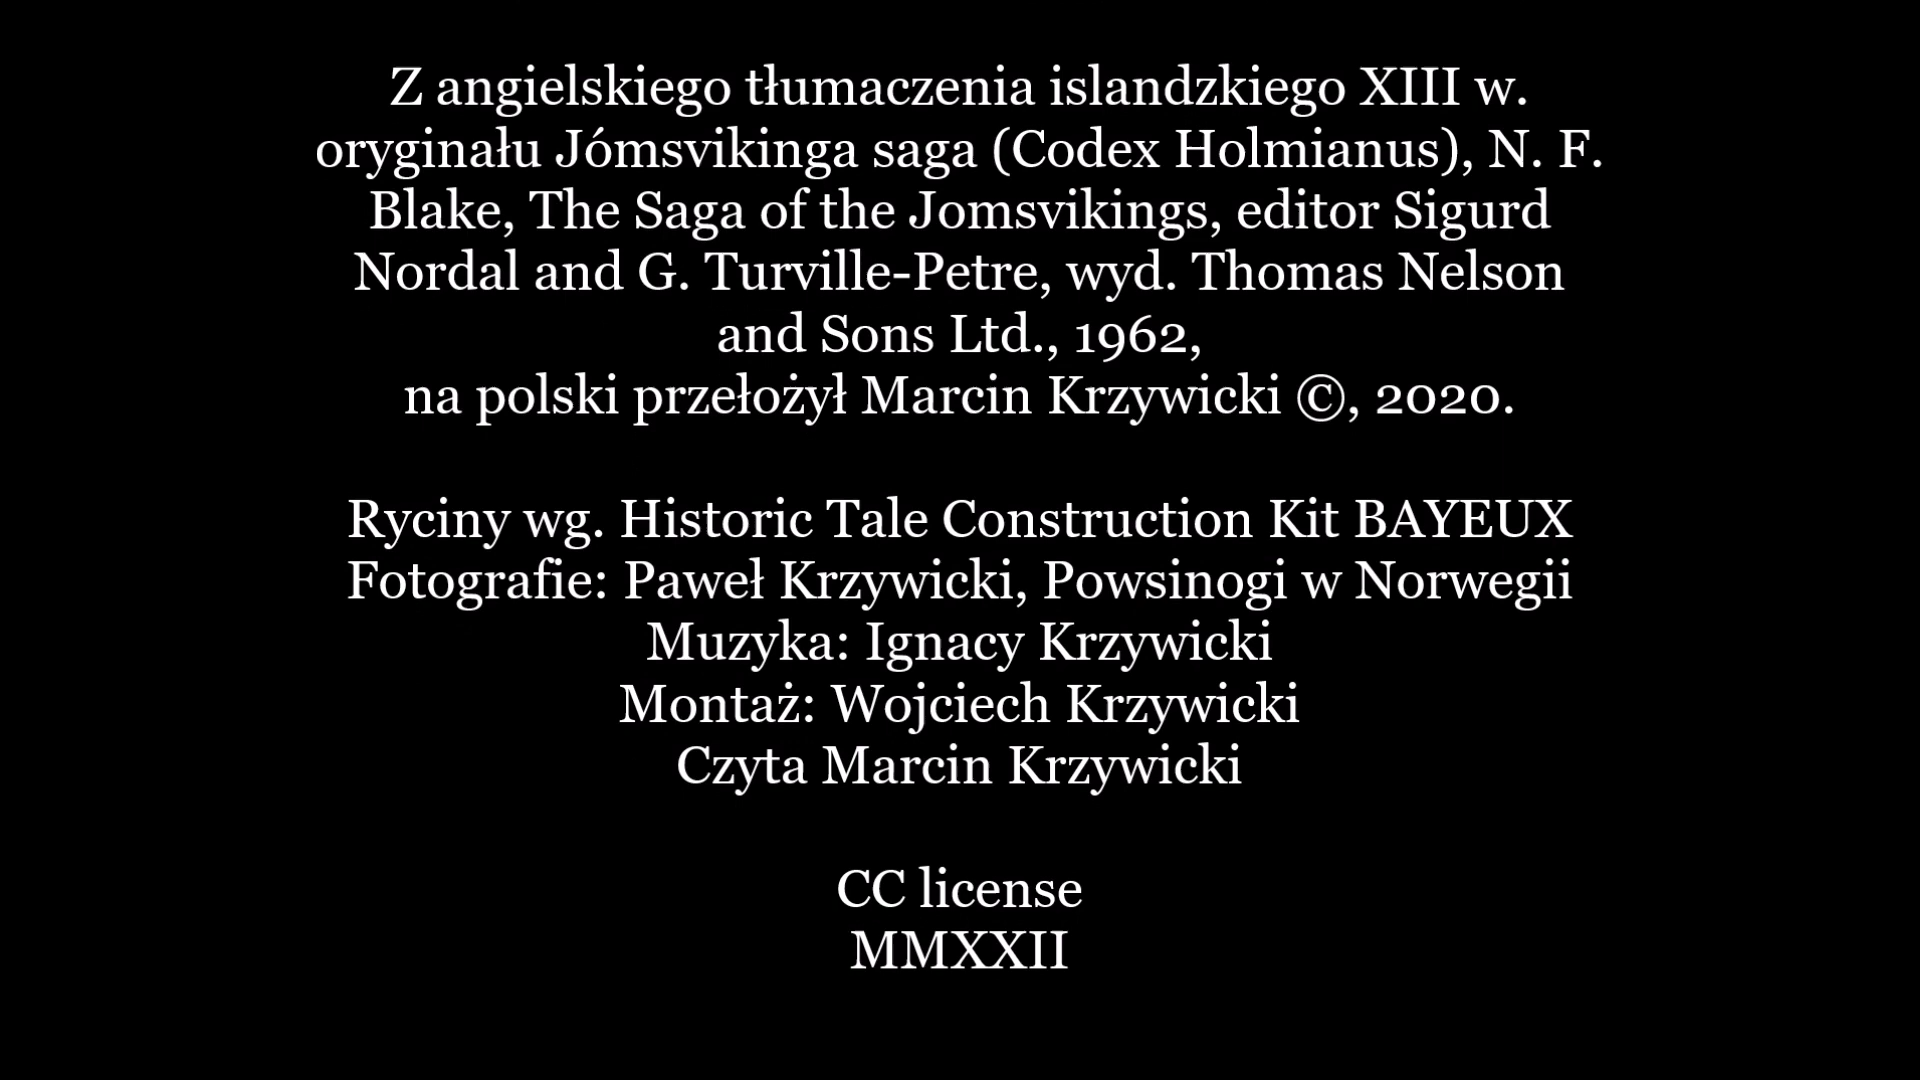 Z angielskiego tłumaczenia islandzkiego XIII w.
oryginału Jómsvikinga saga (Codex Holmianus), N. F.
Blake, The Saga of the Jomsvikings, editor Sigurd
Nordal and G. Turville-Petre, wyd. Thomas Nelson
and Sons Ltd., 1962,
na polski przełożył Marcin Krzywicki ©, 2020.
Ryciny wg. Historic Tale Construction Kit BAYEUX
Fotografie: Paweł Krzywicki, Powsinogi w Norwegii
Muzyka: Ignacy Krzywicki
Montaż: Wojciech Krzywicki
Czyta Marcin Krzywicki
CC license
MMXXII